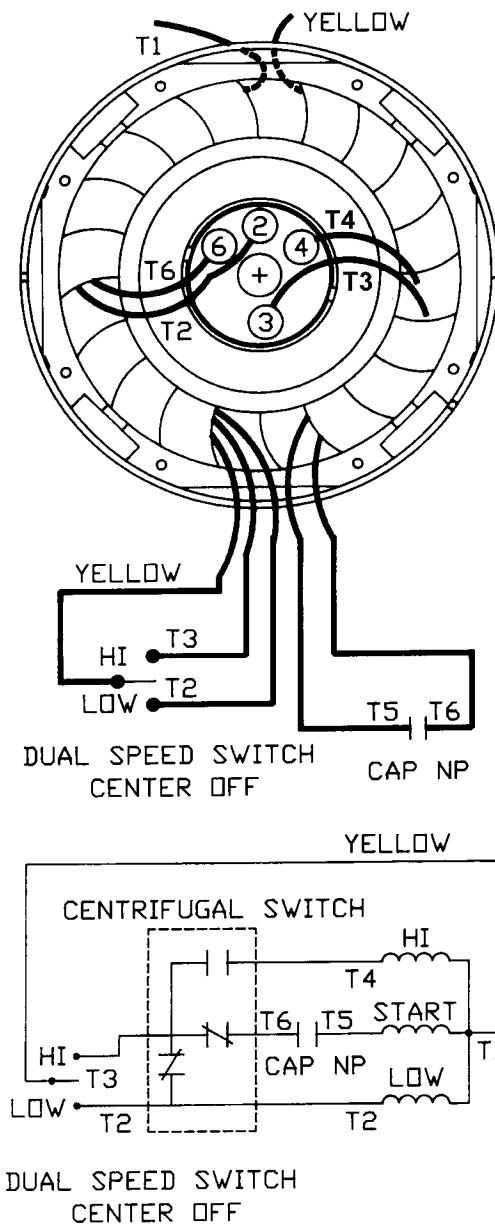 YELLOW
T1
T4
2
6
4
T6
T3
+
T2
3
YELLOW
T3
HI
T2
LOW
T5 T6
DUAL SPEED SWITCH
CENTER OFF
CAP NP
YELLOW
CENTRIFUGAL SWITCH
HI
T4
T6 T5 START
HI
CAP NP
T3
LOW
LOW
T2
T2
DUAL SPEED SWITCH
CENTER OFF